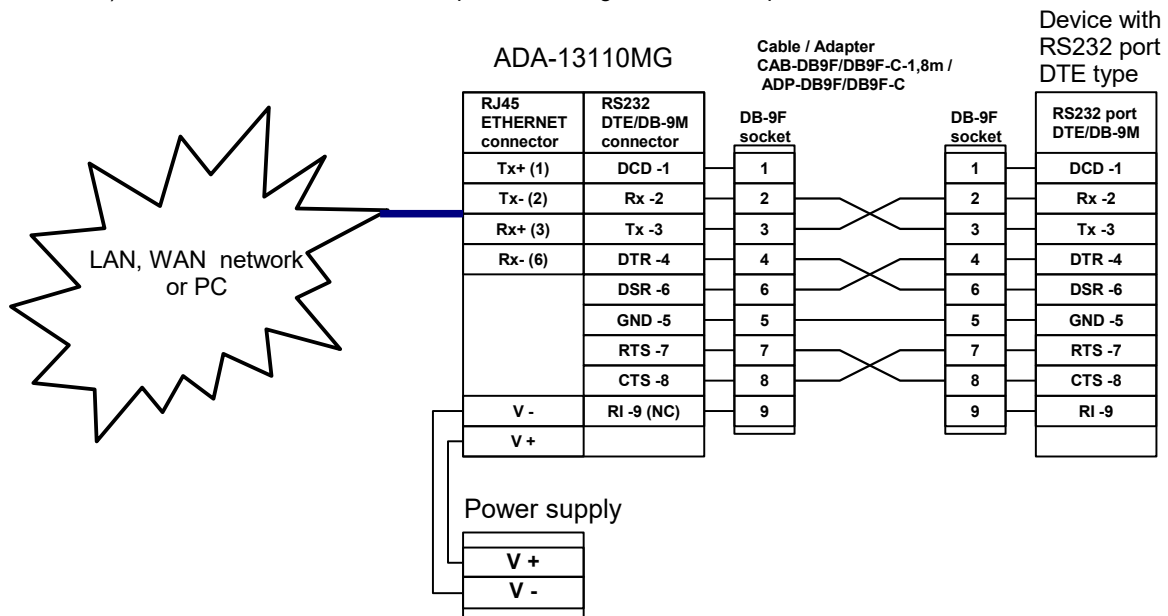 Device with
RS232 port
DTE type
ADA-13110MG
Cable / Adapter
CAB-DB9F/DB9F-C-1,8m /
ADP-DB9F/DB9F-C
RJ45
ETHERNET
connector
RS232
DTE/DB-9M
connector
DB-9F
socket
DB-9F
socket
RS232 port
DTE/DB-9M
Tx+ (1) DCD -1 1 1 DCD -1
Tx- (2) Rx -2 2 2 Rx -2
Rx+ (3) Tx -3 3 3 Tx -3
Rx- (6) DTR -4 4 4 DTR -4
DSR -6 6 6 DSR -6
GND -5 5 5 GND -5
RTS -7 7 7 RTS -7
CTS -8 8 8 CTS -8
V - RI -9 (NC) 9 9 RI -9
V +
LAN, WAN network
or PC
Power supply
V +
V -